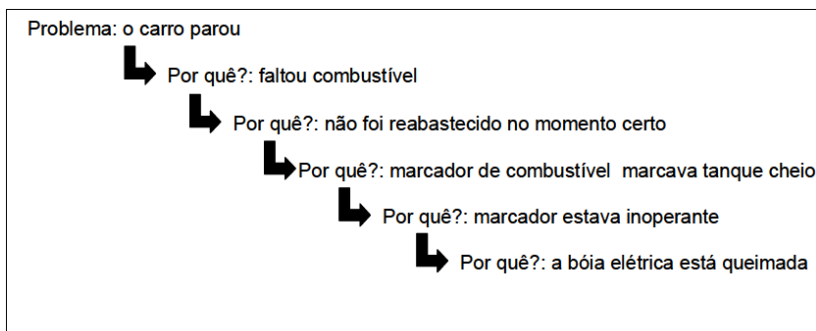 Problema: o carro parou
Por quê?: faltou combustível
Por quê?: não foi reabastecido no momento certo
Por quê?: marcador de combustível marcava tanque cheio
Por quê?: marcador estava inoperante
Por quê?: a bóia elétrica está queimada